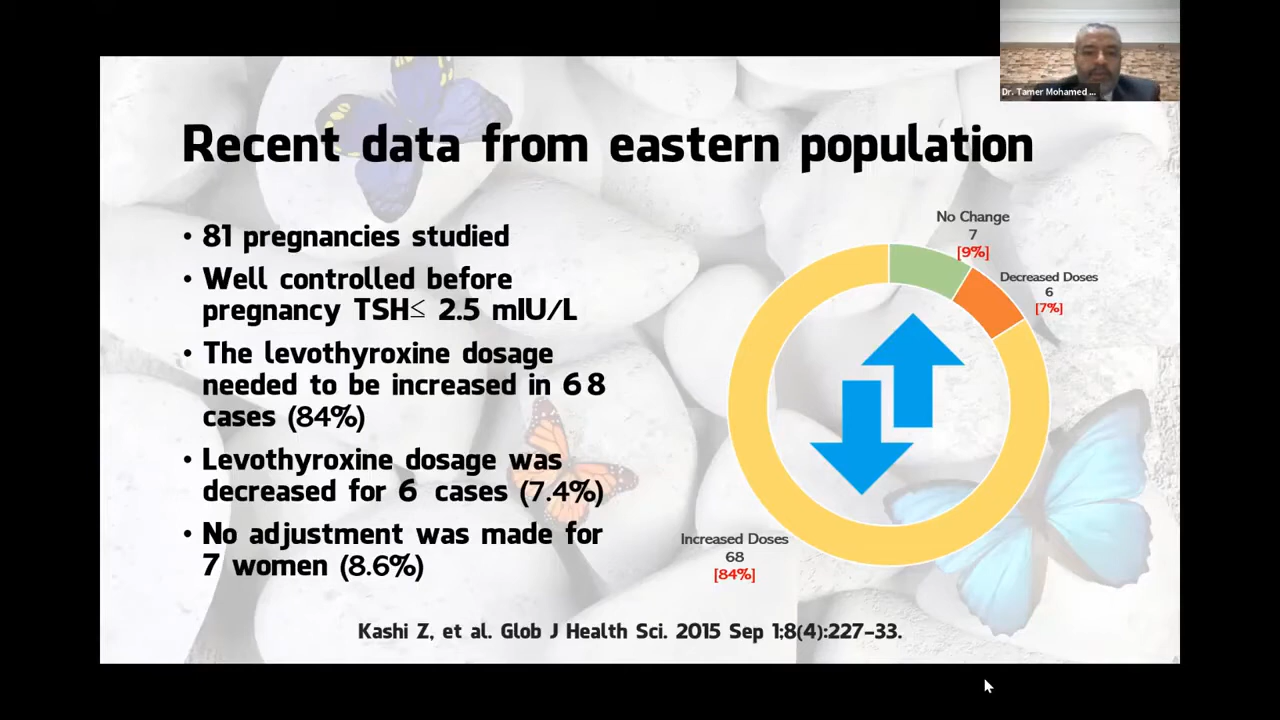 Dr. Tamer Mohamed ...
Recent data from eastern population
• 81 pregnancies studied
• Well controlled before
pregnancy TSH≤ 2.5 mIU/L
• The levothyroxine dosage
needed to be increased in 68
cases (84%)
• Levothyroxine dosage was
decreased for 6 cases (7.4%)
• No adjustment was made for
7 women (8.6%)
No Change
7
[9%]
Decreased Doses
6
[7%]
Increased Doses
68
[84%]
Kashi Z, et al. Glob J Health Sci. 2015 Sep 1;8(4):227-33.